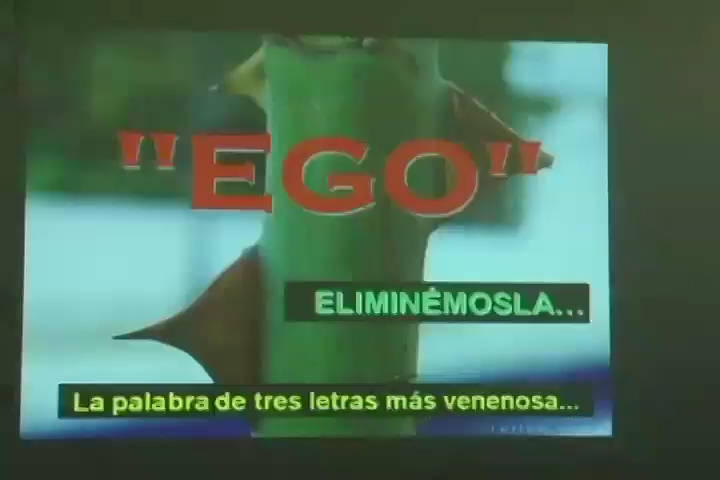 "EGO"
ELIMINÉMOSLA...
La palabra de tres letras más venenosa...